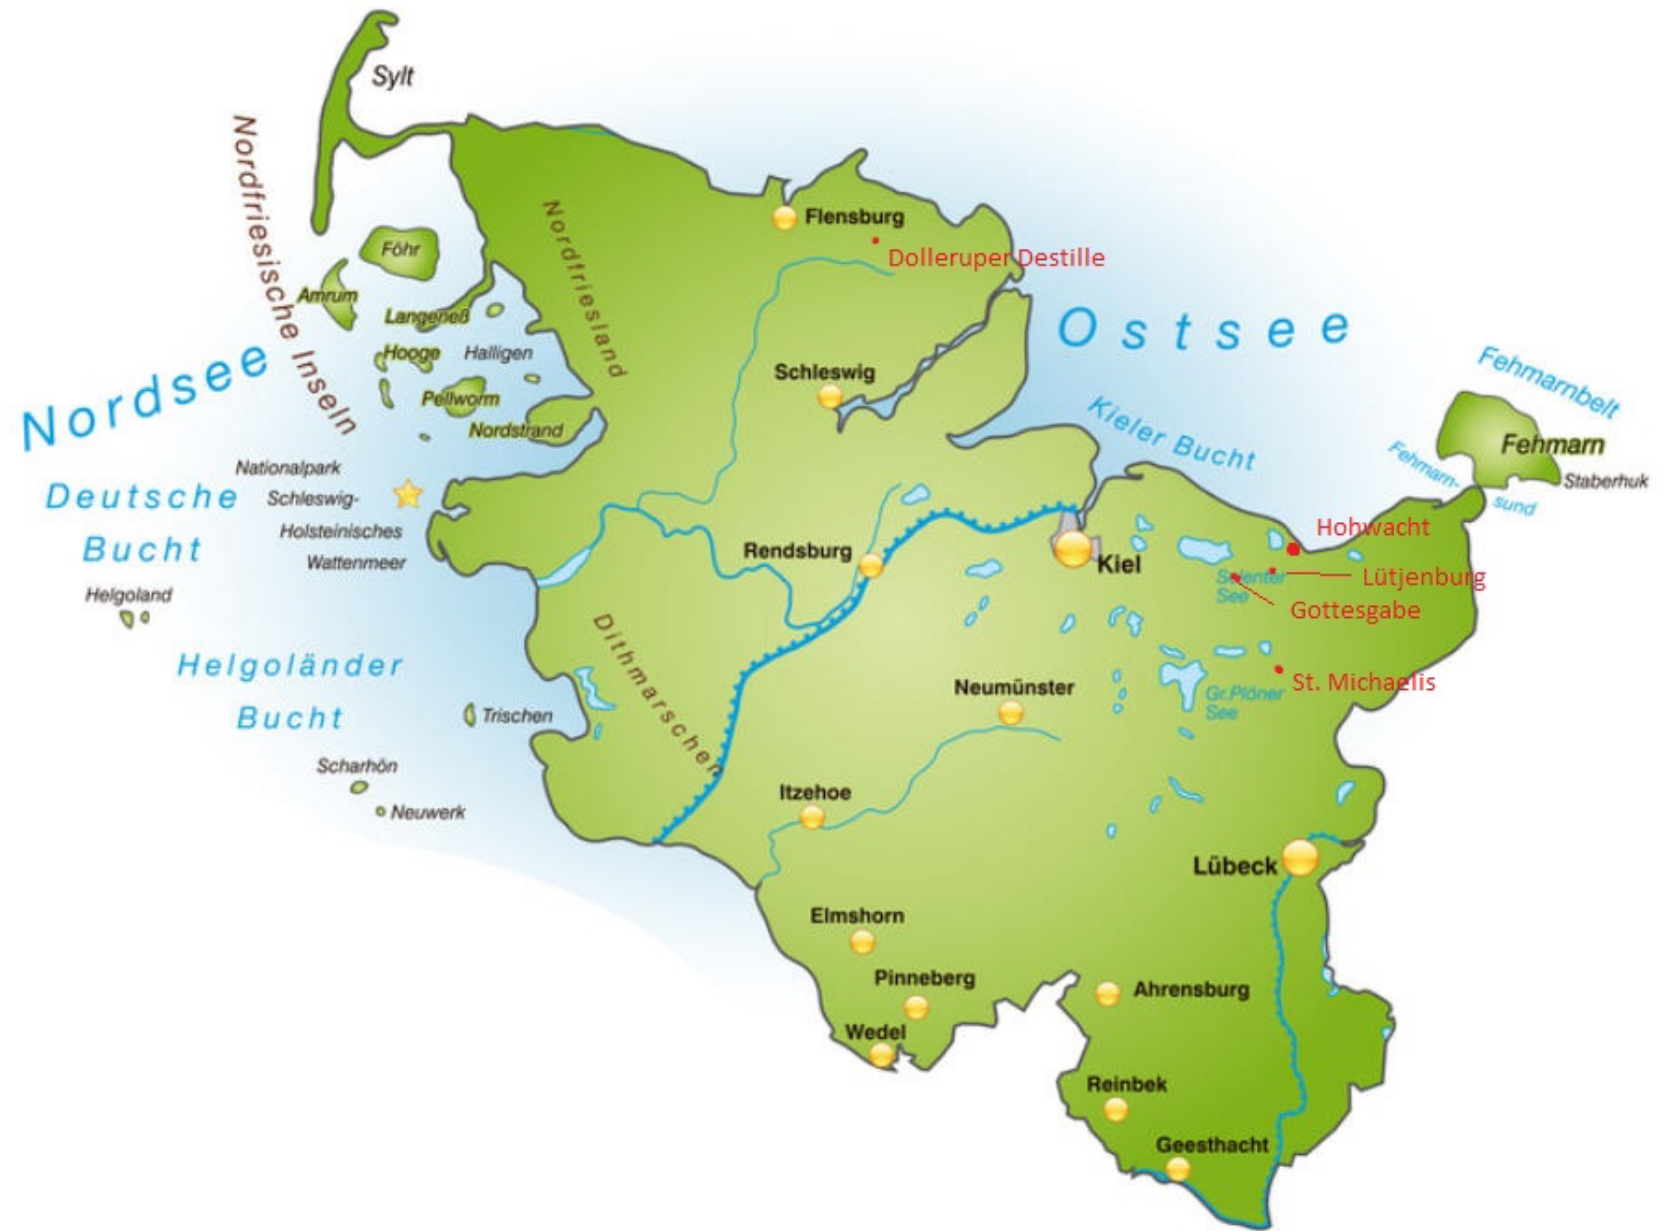 Sylt
Nordfriesische Inseln
Nordfriesland
Flensburg
Dolleruper Destille
Föhr
Amrum
Langeneß
Hooge
Halligen
Pellworm
Nordstrand
Nordsee
Ostsee
Schleswig
Kieler Bucht
Fehmarnbelt
Fehmarn
Staberhuk
Fehmarn-
sund
Nationalpark
Schleswig-
Holsteinisches
Wattenmeer
Deutsche
Bucht
Helgoland
Rendsburg
Kiel
Hohwacht
Selenter
See
Lütjenburg
Gottesgabe
Helgoländer
Bucht
Dithmarschen
Neumünster
Gr.Plöner
See
St. Michaelis
Trischen
Scharhön
Neuwerk
Itzehoe
Lübeck
Elmshorn
Pinneberg
Ahrensburg
Wedel
Reinbek
Geesthacht